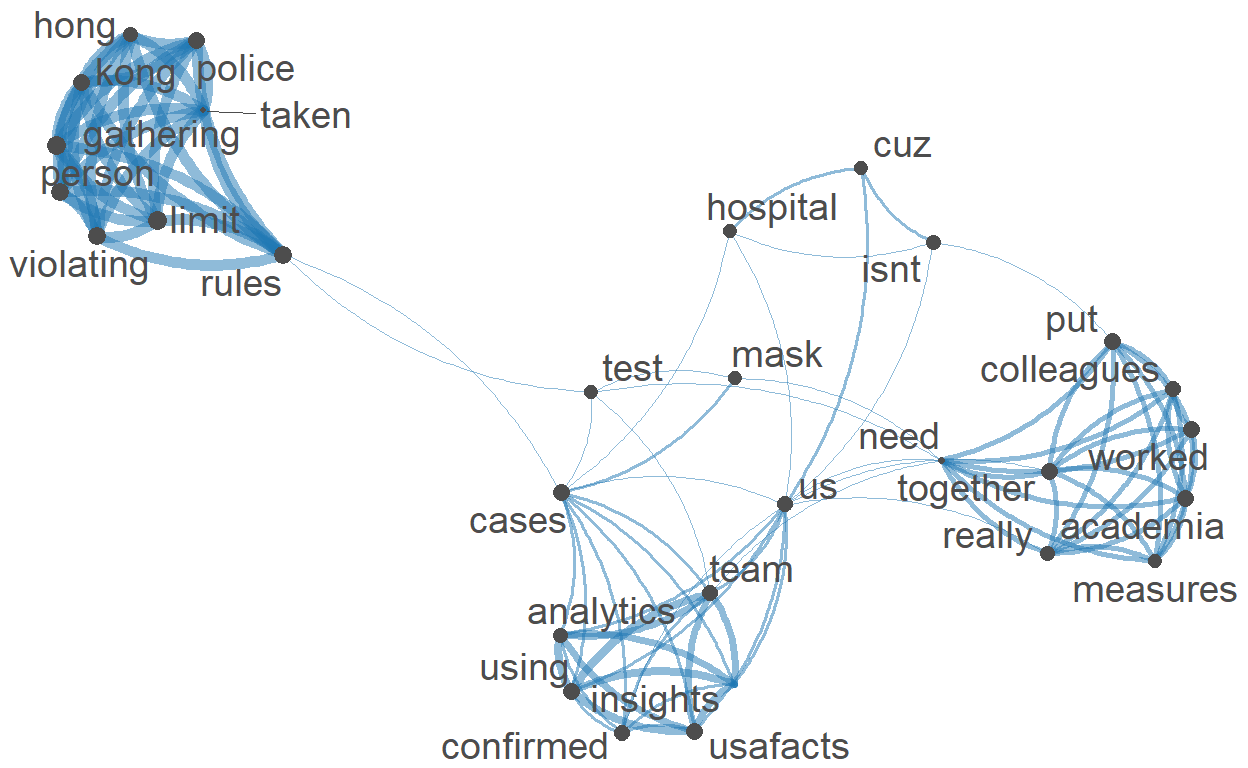 hong
kong
police
taken
gathering
person
limit
violating
rules
cuz
hospital
isnt
put
mask
test
colleagues
need
worked
together
us
cases
really
academia
team
measures
analytics
using
insights
confirmed
usafacts